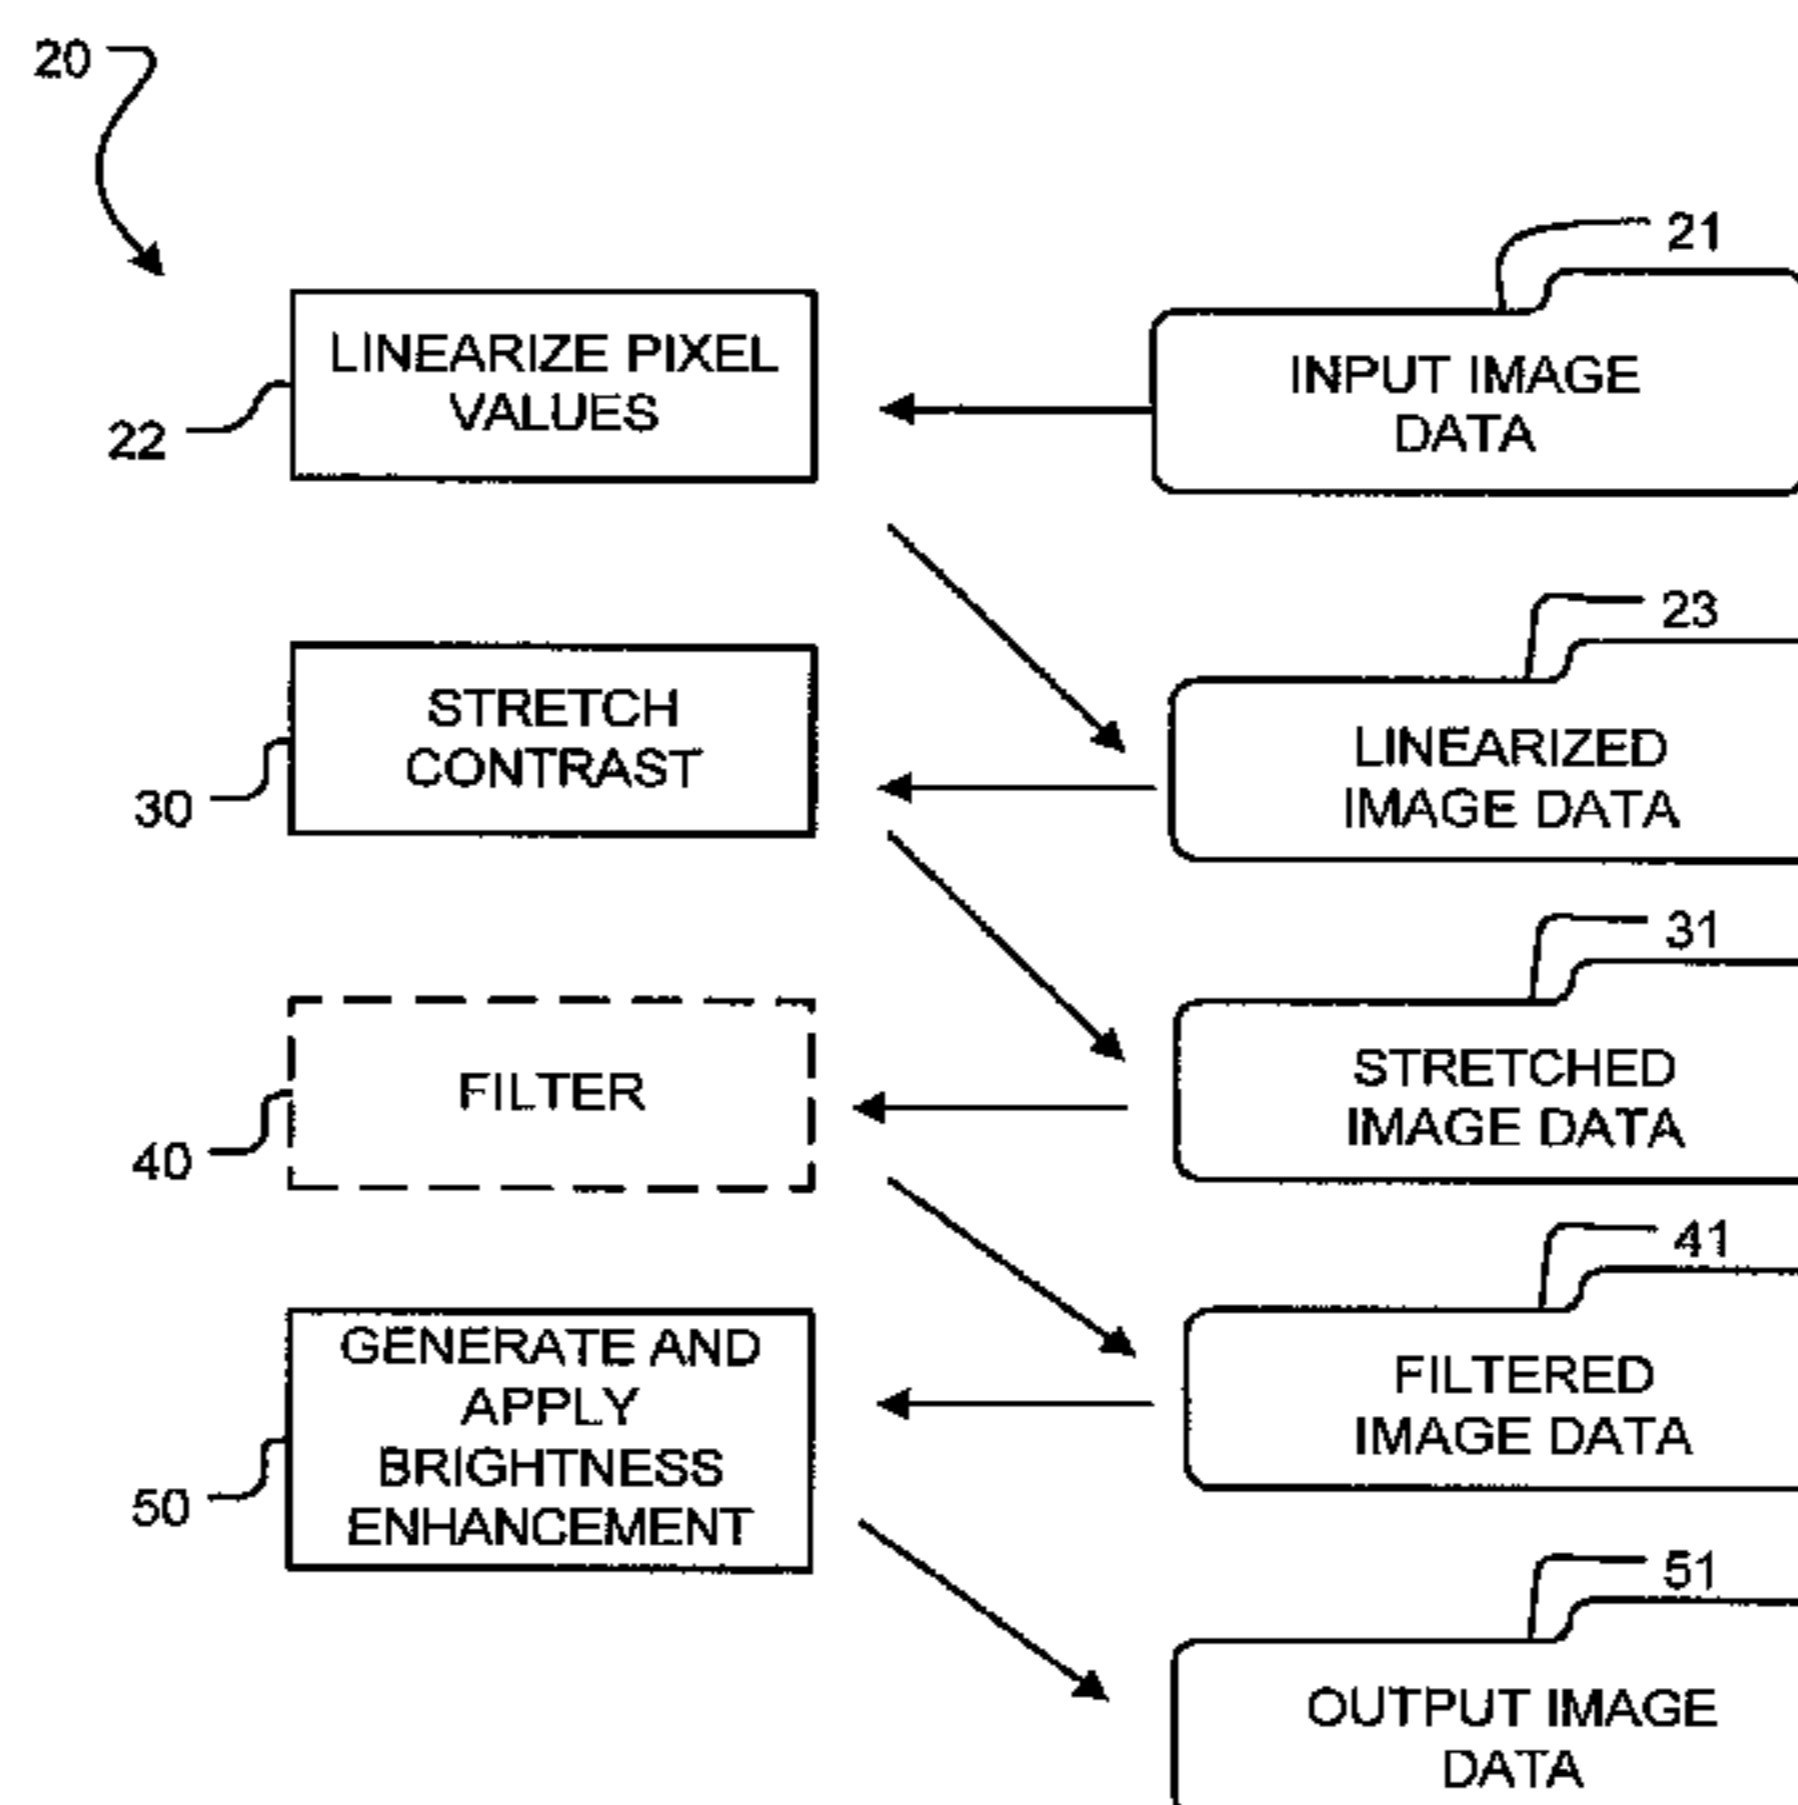 20
21
LINEARIZE PIXEL
VALUES
22
INPUT IMAGE
DATA
23
STRETCH
CONTRAST
30
LINEARIZED
IMAGE DATA
31
FILTER
40
STRETCHED
IMAGE DATA
41
GENERATE AND
APPLY
BRIGHTNESS
ENHANCEMENT
50
FILTERED
IMAGE DATA
51
OUTPUT IMAGE
DATA